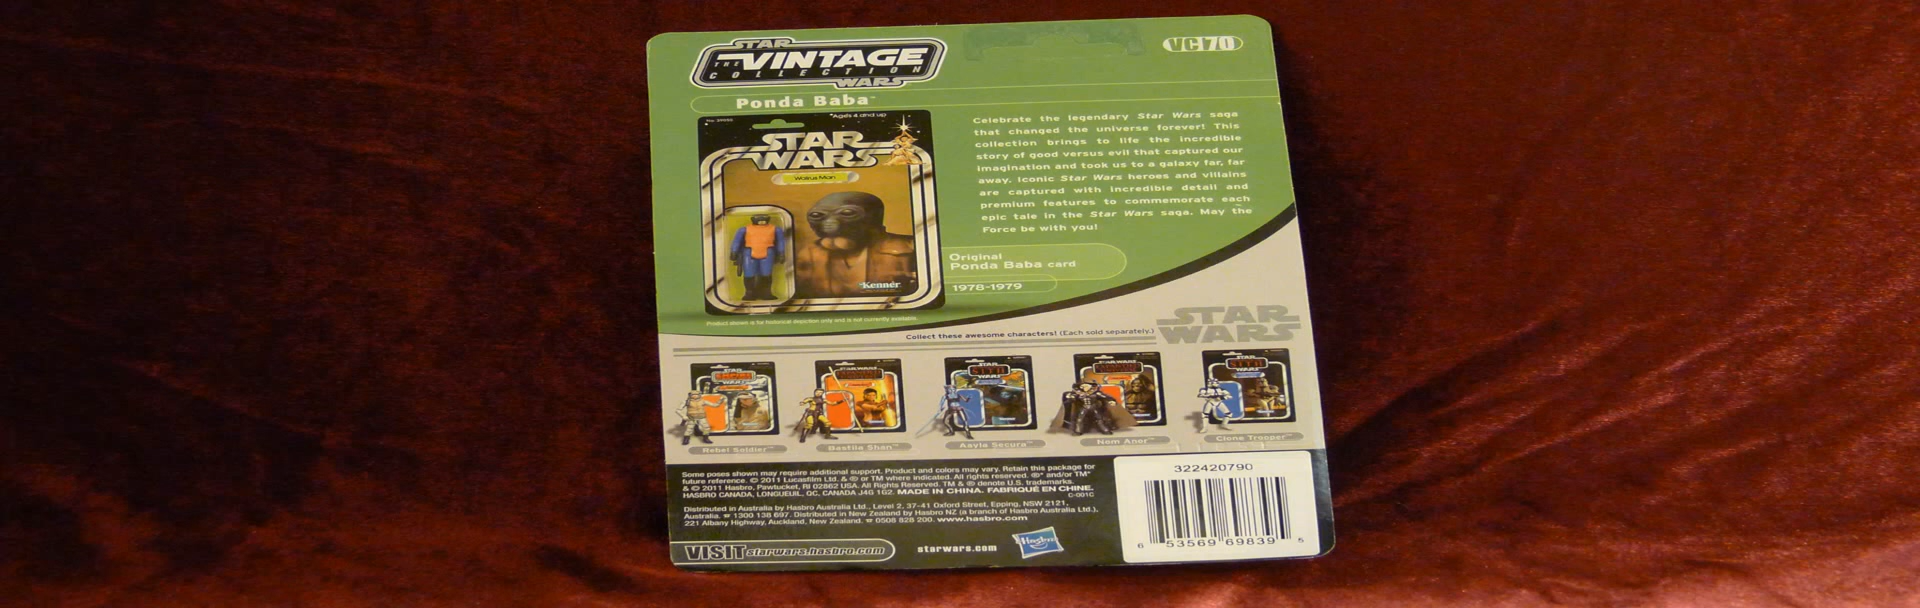 STAR
THE VINTAGE
COLLECTION
WARS
VC70
Ponda Baba™
*Ages 4 and up
STAR
WARS
Walrus Man
Kenner
Product shown is for historical depiction only and is not currently available.
Celebrate the legendary Star Wars saga
that changed the universe forever! This
collection brings to life the incredible
story of good versus evil that captured our
imagination and took us to a galaxy far, far
away. Iconic Star Wars heroes and villains
are captured with incredible detail and
premium features to commemorate each
epic tale in the Star Wars saga. May the
Force be with you!
Original
Ponda Baba card
1978-1979
Collect these awesome characters! (Each sold separately.)
STAR
WARS
Rebel Soldier™
Bastila Shan™
Aayla Secura™
Nom Anor™
Clone Trooper™
Some poses shown may require additional support. Product and colors may vary. Retain this package for
future reference. © 2011 Lucasfilm Ltd. & ® or TM where indicated. All rights reserved. ®* and/or TM*
& © 2011 Hasbro, Pawtucket, RI 02862 USA. All Rights Reserved. TM & ® denote U.S. trademarks.
HASBRO CANADA, LONGUEUIL, QC, CANADA J4G 1G2. MADE IN CHINA. FABRIQUÉ EN CHINE.
C-001C
Distributed in Australia by Hasbro Australia Ltd., Level 2, 37-41 Oxford Street, Epping, NSW 2121,
Australia. ☎ 1300 138 697. Distributed in New Zealand by Hasbro NZ (a branch of Hasbro Australia Ltd.),
221 Albany Highway, Auckland, New Zealand. ☎ 0508 828 200. www.hasbro.com
VISIT starwars.hasbro.com
starwars.com
Hasbro
322420790
6 53569 69839 5